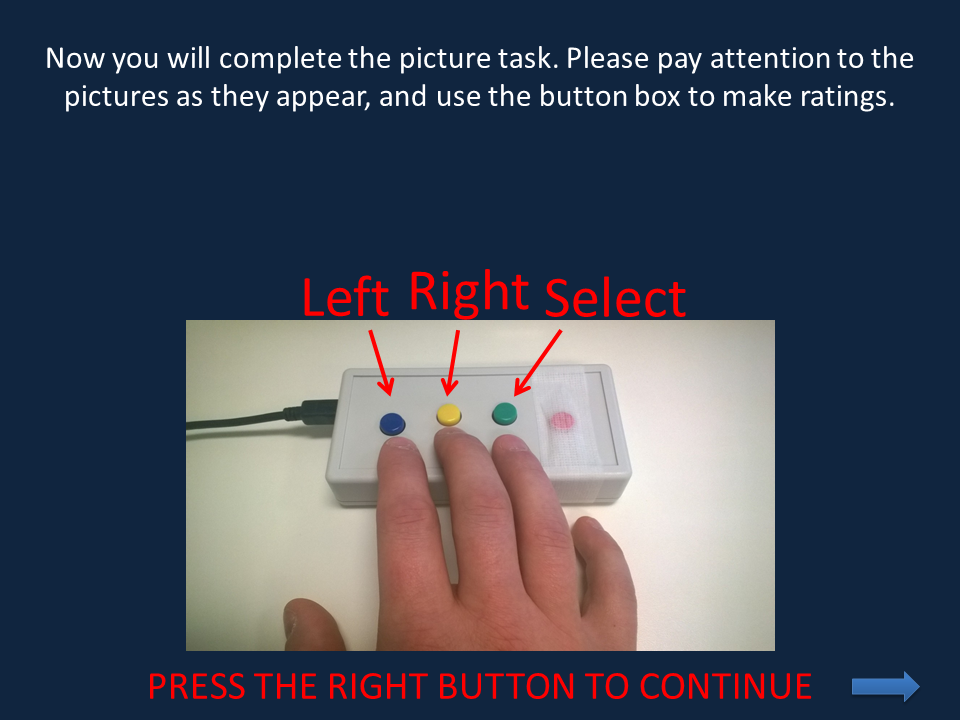 Now you will complete the picture task. Please pay attention to the
pictures as they appear, and use the button box to make ratings.
Left Right Select
PRESS THE RIGHT BUTTON TO CONTINUE